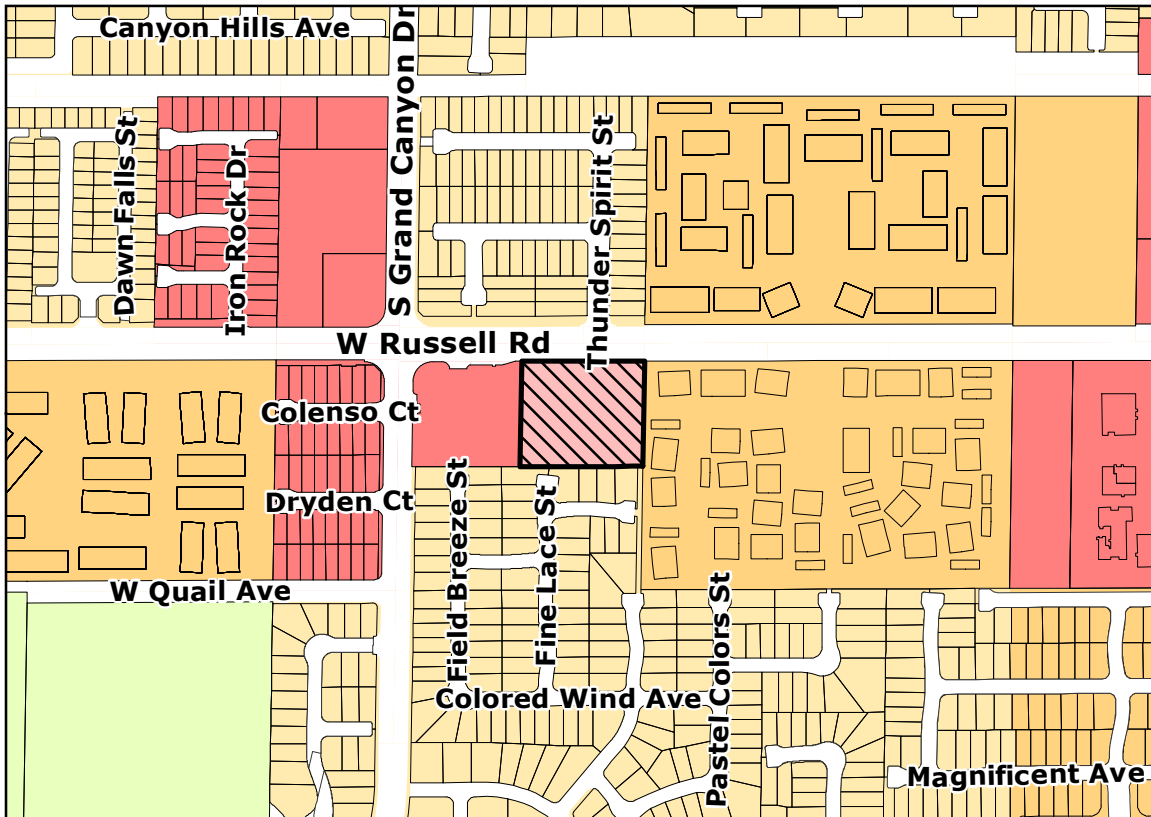 Canyon Hills Ave
S Grand Canyon Dr
Dawn Falls St
Iron Rock Dr
Thunder Spirit St
W Russell Rd
Colenso Ct
Dryden Ct
Field Breeze St
Fine Lace St
W Quail Ave
Pastel Colors St
Colored Wind Ave
Magnificent Ave